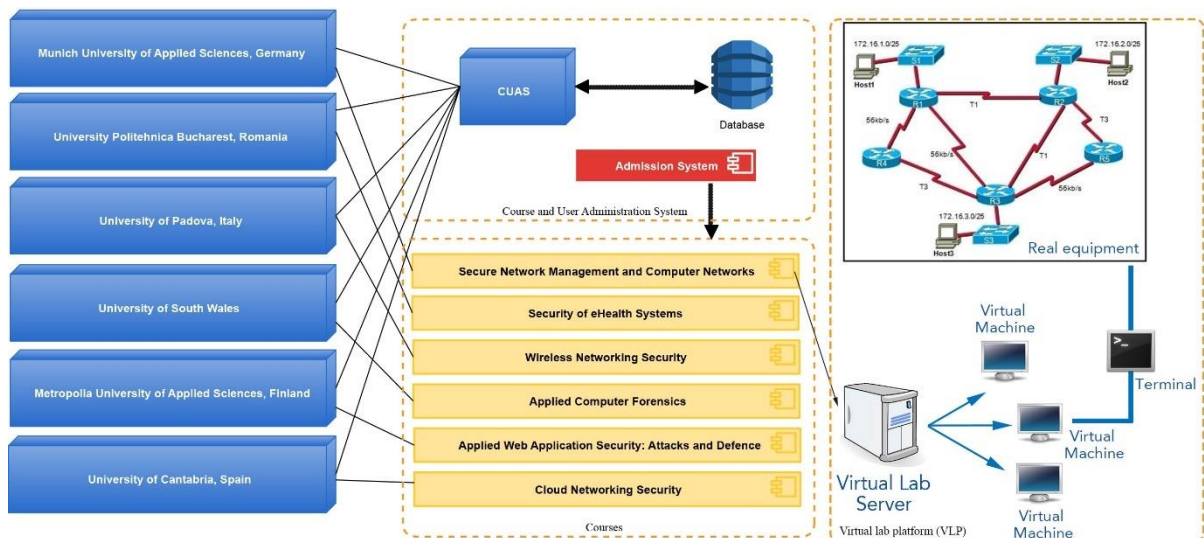 Munich University of Applied Sciences, Germany
University Politehnica Bucharest, Romania
University of Padova, Italy
University of South Wales
Metropolia University of Applied Sciences, Finland
University of Cantabria, Spain
CUAS
Database
Admission System
Course and User Administration System
Secure Network Management and Computer Networks
Security of eHealth Systems
Wireless Networking Security
Applied Computer Forensics
Applied Web Application Security: Attacks and Defence
Cloud Networking Security
Courses
172.16.1.0/25
172.16.2.0/25
S1
S2
Host1
Host2
R1
T1
R2
56kb/s
T3
56kb/s
T1
R4
R5
T3
56kb/s
R3
172.16.3.0/25
S3
Host3
Real equipment
Virtual
Machine
>_
Terminal
Virtual
Machine
Virtual Lab
Server
Virtual
Machine
Virtual lab platform (VLP)